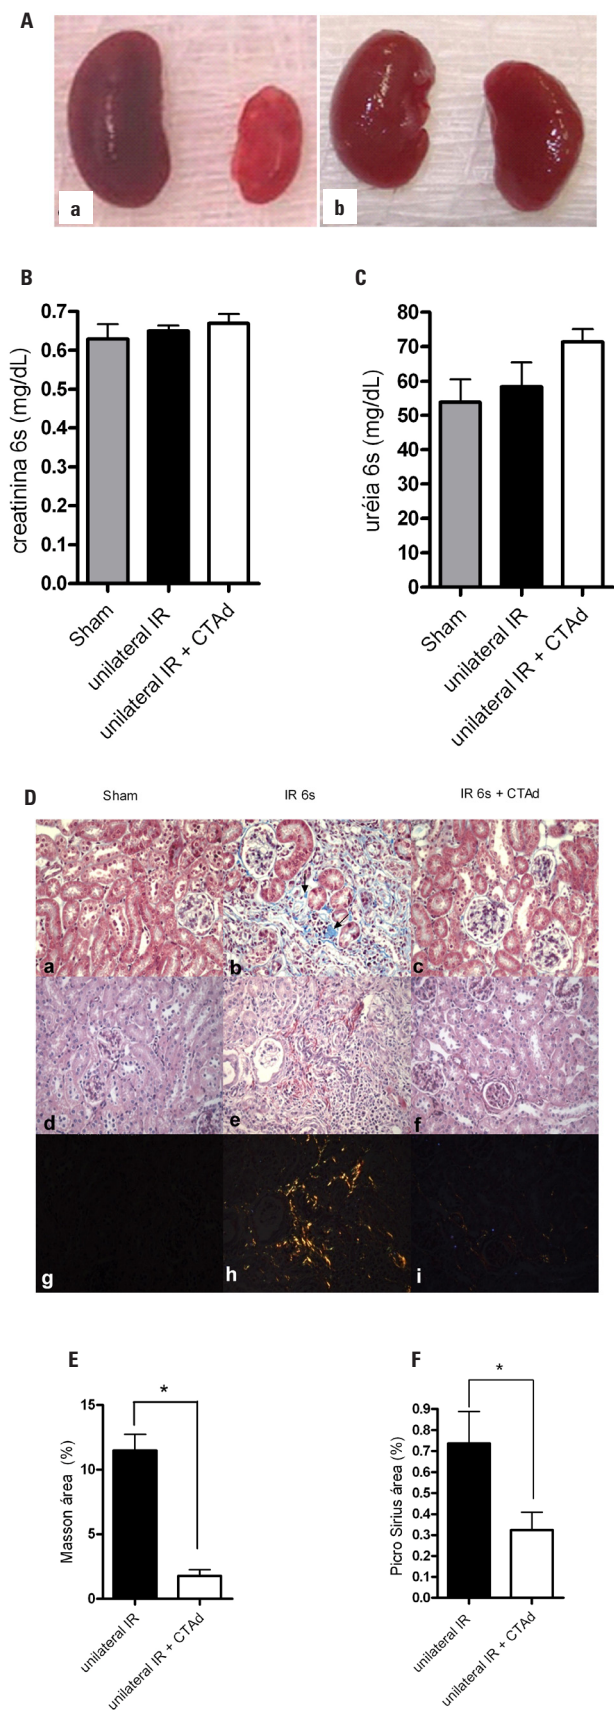 A
a
b
B
C
creatinina 6s (mg/dL)
0.7
0.6
0.5
0.4
0.3
0.2
0.1
0.0
Sham
unilateral IR
unilateral IR + CTAd
uréia 6s (mg/dL)
80
70
60
50
40
30
20
10
0
Sham
unilateral IR
unilateral IR + CTAd
D
Sham
IR 6s
IR 6s + CTAd
a
b
c
d
e
f
g
h
i
E
F
*
Masson área (%)
15
10
5
0
unilateral IR
unilateral IR + CTAd
*
Picro Sirius área (%)
0.9
0.8
0.7
0.6
0.5
0.4
0.3
0.2
0.1
0.0
unilateral IR
unilateral IR + CTAd